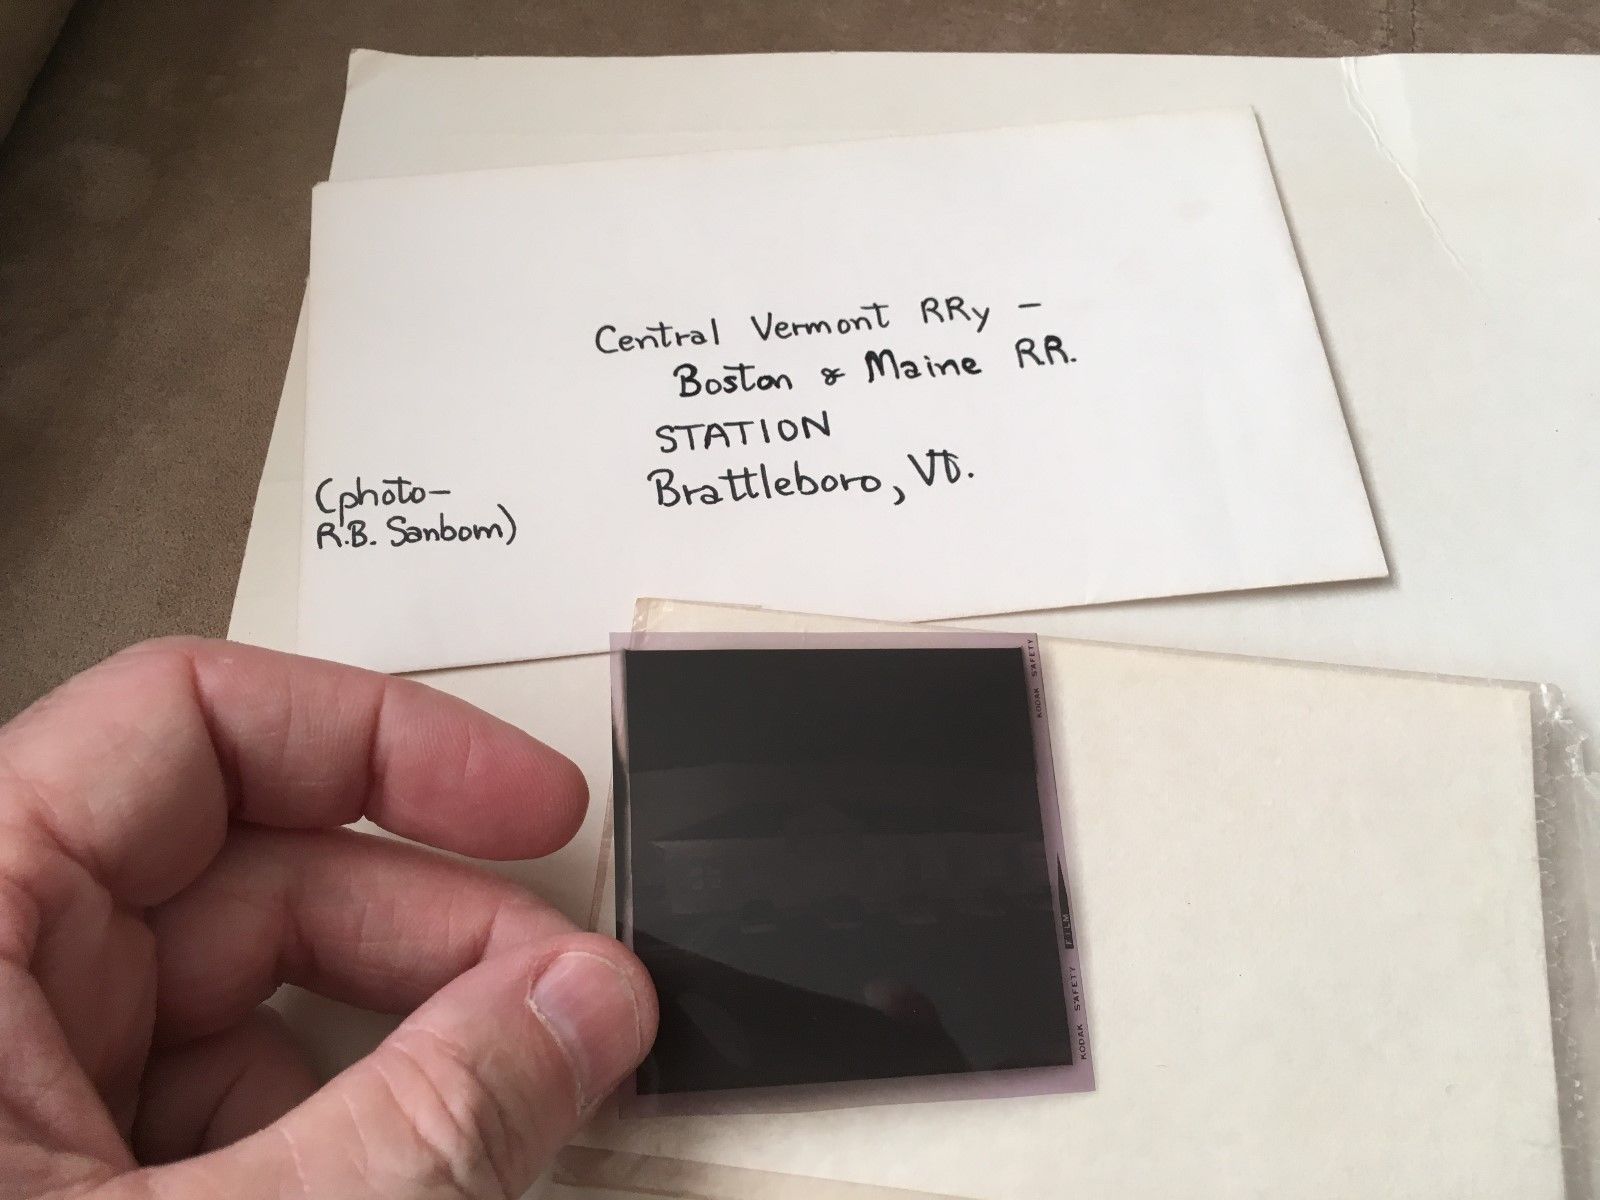 Central Vermont RRy –
Boston & Maine RR.
STATION
Brattleboro, Vt.
(photo–
R.B. Sanborn)
KODAK SAFETY
FILM
KODAK SAFETY